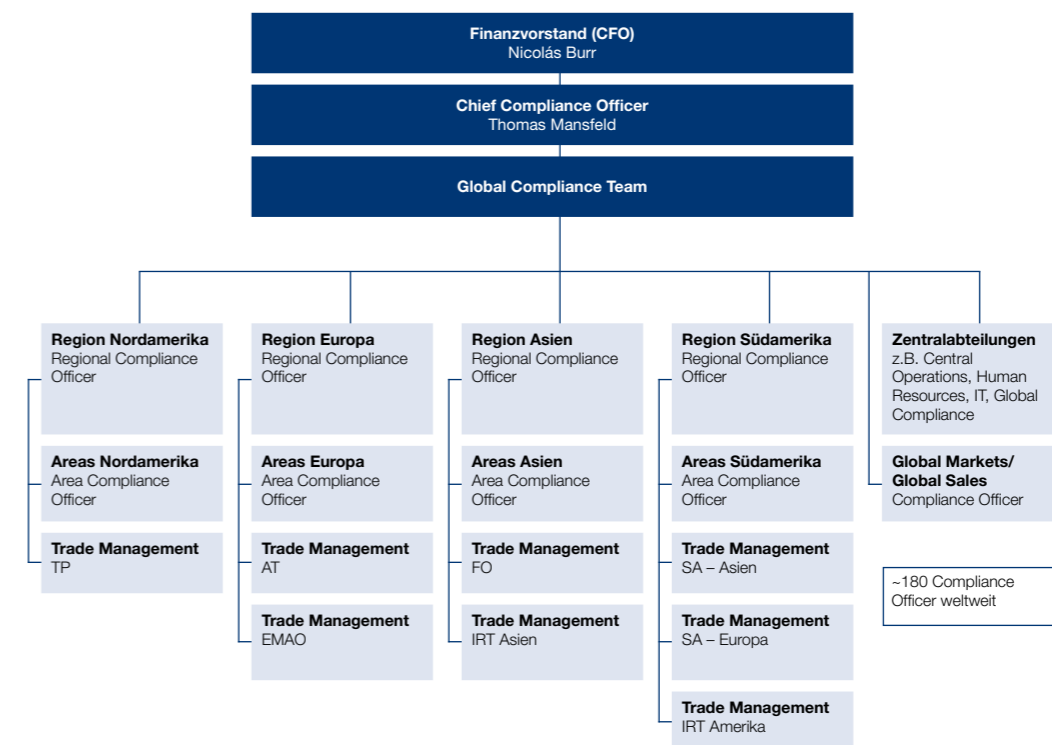 Finanzvorstand (CFO)
Nicolás Burr
Chief Compliance Officer
Thomas Mansfeld
Global Compliance Team
Region Nordamerika
Regional Compliance
Officer
Areas Nordamerika
Area Compliance
Officer
Trade Management
TP
Region Europa
Regional Compliance
Officer
Areas Europa
Area Compliance
Officer
Trade Management
AT
Trade Management
EMAO
Region Asien
Regional Compliance
Officer
Areas Asien
Area Compliance
Officer
Trade Management
FO
Trade Management
IRT Asien
Region Südamerika
Regional Compliance
Officer
Areas Südamerika
Area Compliance
Officer
Trade Management
SA – Asien
Trade Management
SA – Europa
Trade Management
IRT Amerika
Zentralabteilungen
z.B. Central
Operations, Human
Resources, IT, Global
Compliance
Global Markets/
Global Sales
Compliance Officer
~180 Compliance
Officer weltweit